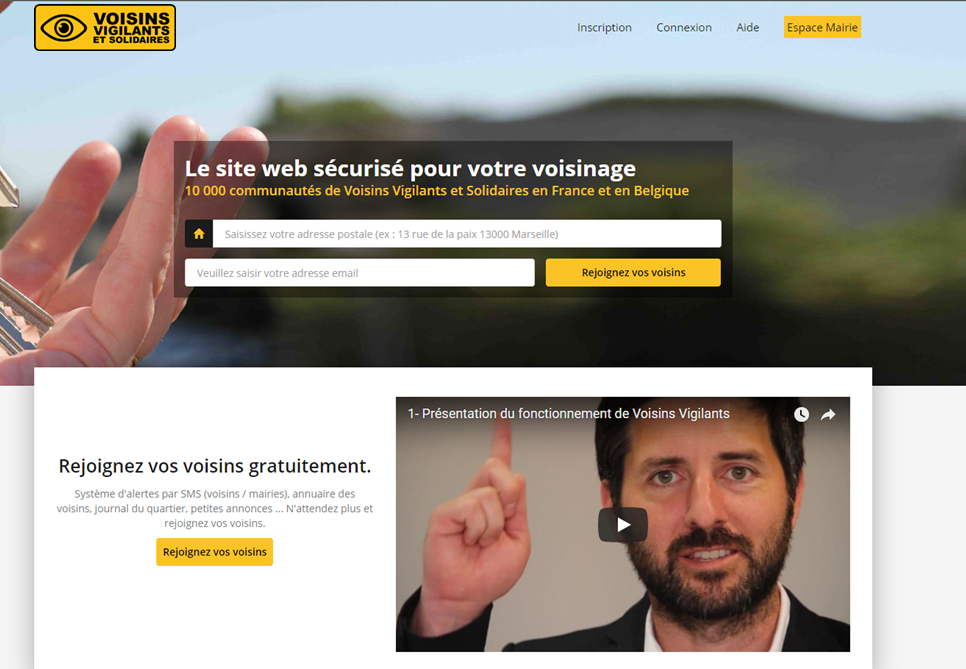 VOISINS
VIGILANTS
ET SOLIDAIRES
Inscription
Connexion
Aide
Espace Mairie
Le site web sécurisé pour votre voisinage
10 000 communautés de Voisins Vigilants et Solidaires en France et en Belgique
Saisissez votre adresse postale (ex : 13 rue de la paix 13000 Marseille)
Veuillez saisir votre adresse email
Rejoignez vos voisins
1- Présentation du fonctionnement de Voisins Vigilants
Rejoignez vos voisins gratuitement.
Système d'alertes par SMS (voisins / mairies), annuaire des
voisins, journal du quartier, petites annonces ... N'attendez plus et
rejoignez vos voisins.
Rejoignez vos voisins